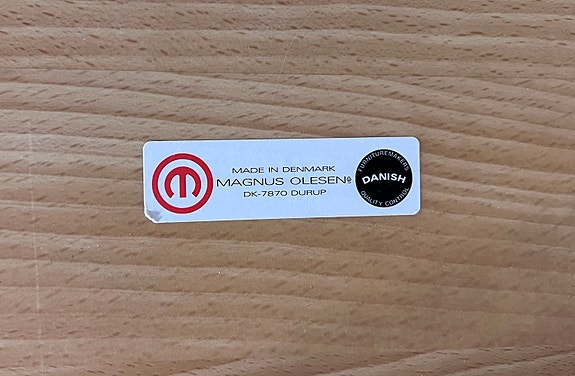 MADE IN DENMARK
MAGNUS OLESEN A/S
DK-7870 DURUP
FURNITUREMAKERS
DANISH
QUALITY CONTROL